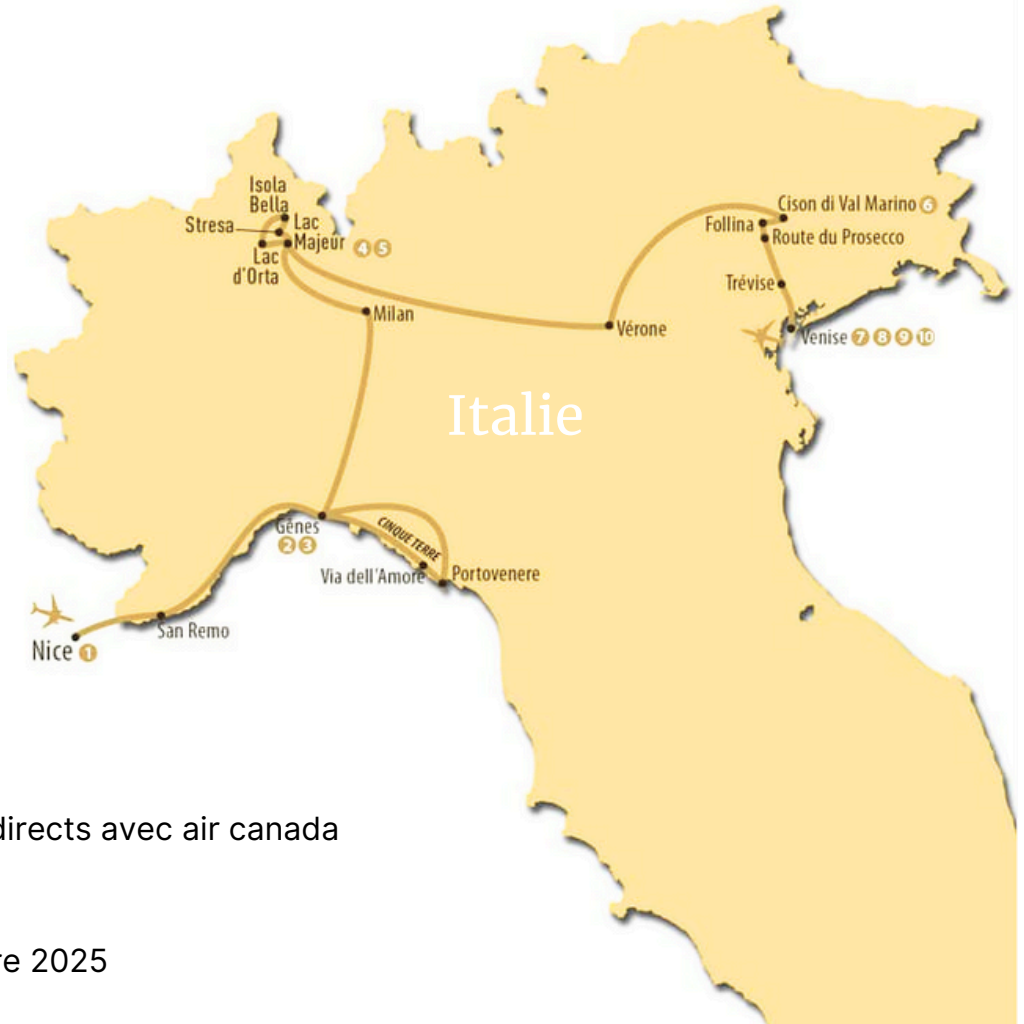 Isola
Bella
Stresa
Lac
Majeur 4 5
Lac
d'Orta
Milan
Cison di Val Marino 6
Follina
Route du Prosecco
Trévise
Vérone
Venise 7 8 9 10
Italie
Gênes
2 3
CINQUE TERRE
Via dell'Amore
Portovenere
San Remo
Nice 1
directs avec air canada
re 2025